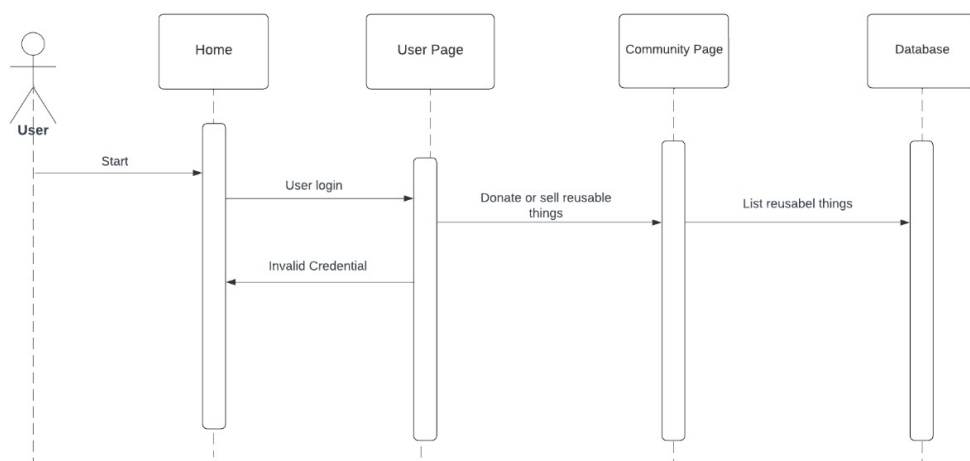 Home
User Page
Community Page
Database
User
Start
User login
Donate or sell reusable
things
List reusabel things
Invalid Credential